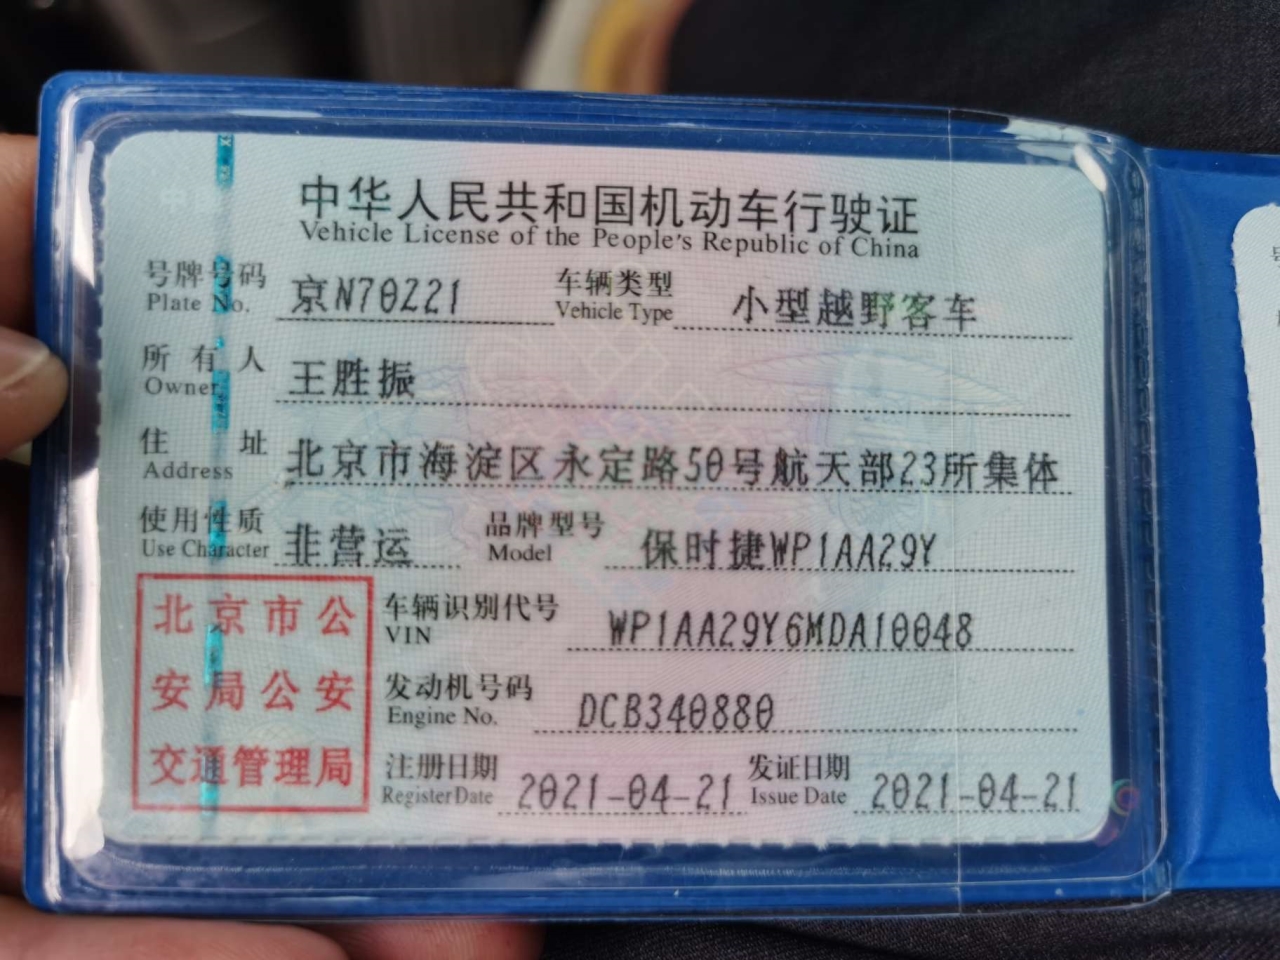 中华人民共和国机动车行驶证
Vehicle License of the People's Republic of China
号牌号码 京N70221 车辆类型 小型越野客车
Plate No. Vehicle Type
所有人 王胜振
Owner
住址 北京市海淀区永定路50号航天部23所集体
Address
使用性质 非营运 品牌型号 保时捷WP1AA29Y
Use Character Model
北京市公
安局公安
交通管理局
车辆识别代号 WP1AA29Y6MDA10048
VIN
发动机号码 DCB340880
Engine No.
注册日期 2021-04-21 发证日期 2021-04-21
Register Date Issue Date